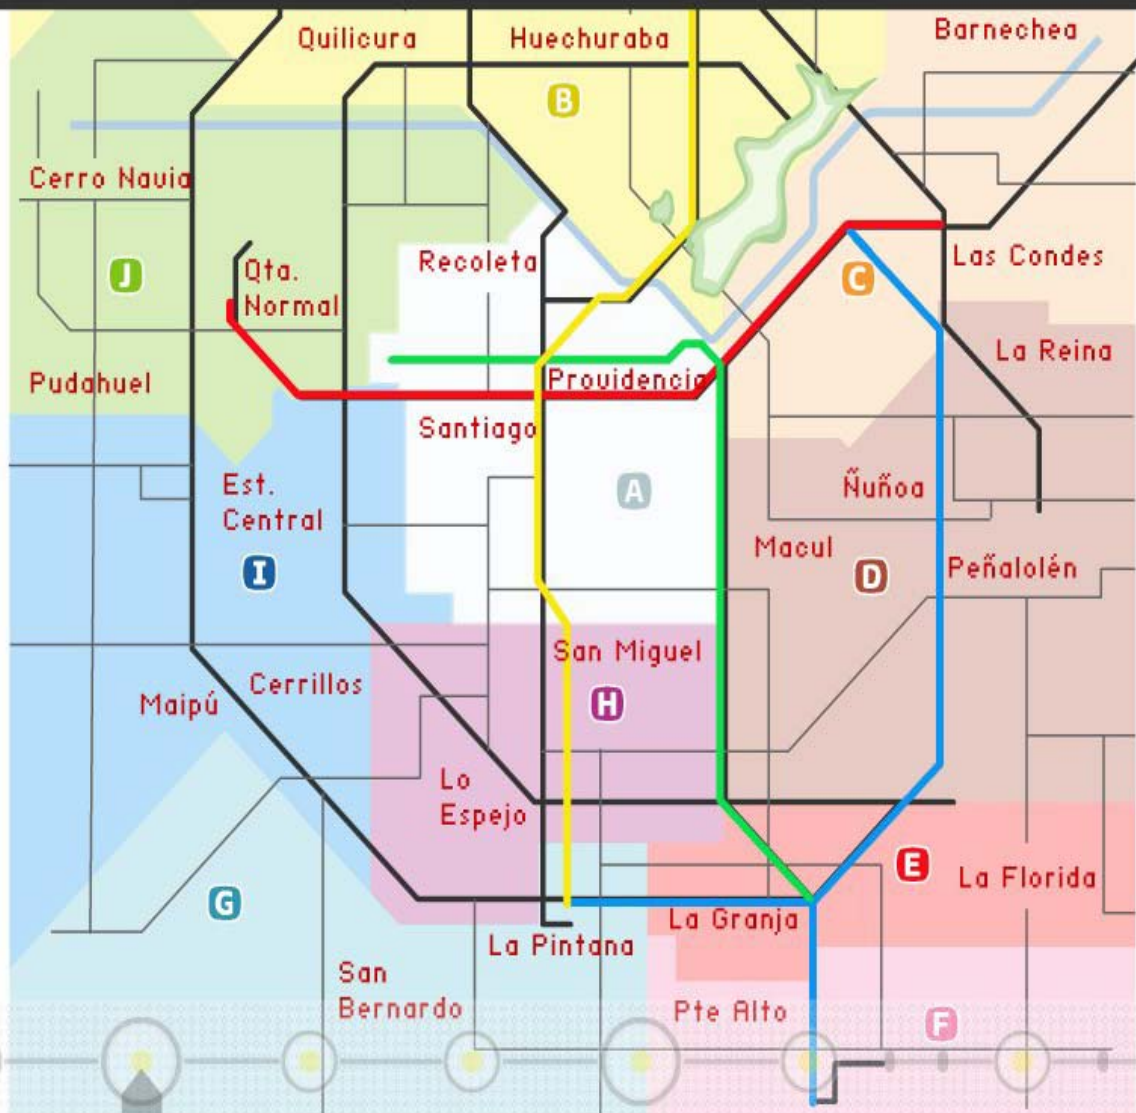 Quilicura
Huechuraba
Barnechea
B
Cerro Navia
J
Qta.
Normal
Recoleta
C
Las Condes
La Reina
Pudahuel
Providencia
Santiago
Est.
Central
A
Ñuñoa
Macul
I
D
Peñalolén
San Miguel
Cerrillos
Maipú
H
Lo
Espejo
E
La Florida
G
La Granja
La Pintana
San
Bernardo
Pte Alto
F